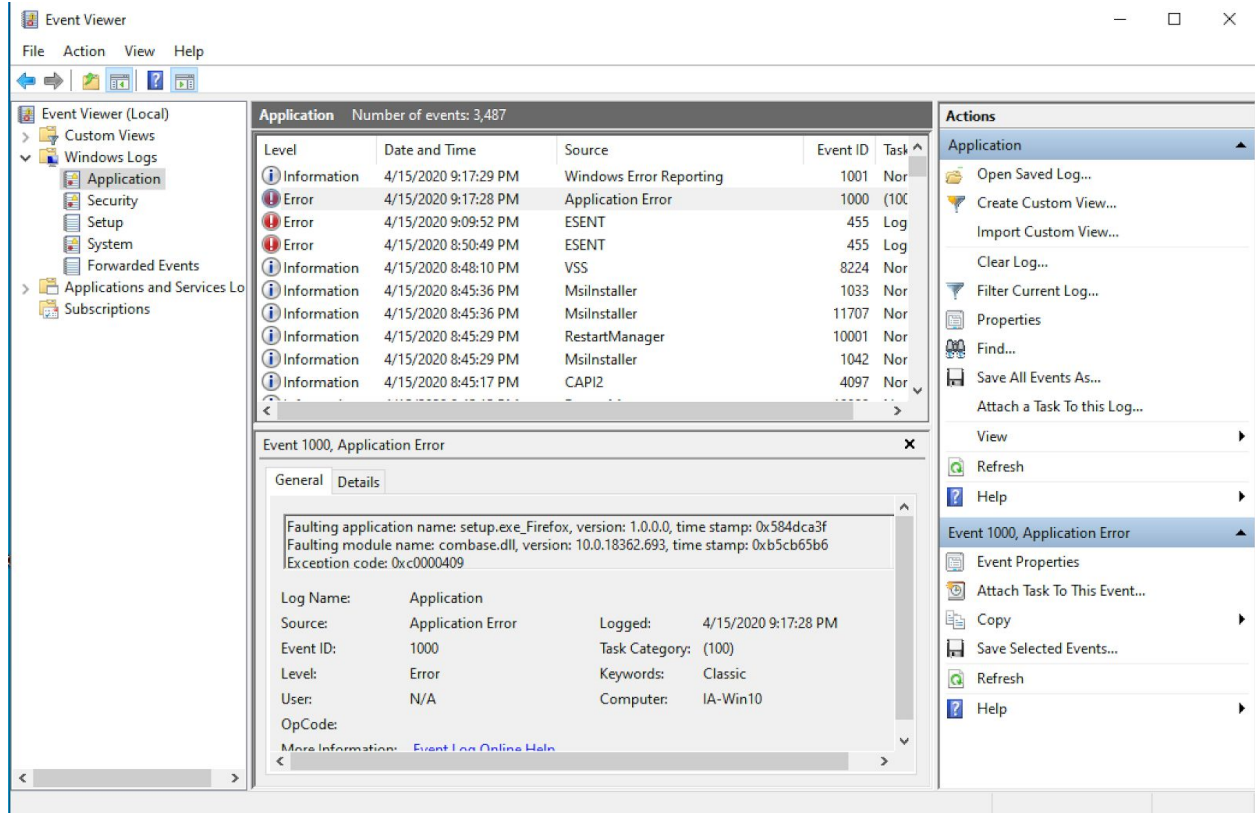 Event Viewer
File Action View Help
Event Viewer (Local)
Custom Views
Windows Logs
Application
Security
Setup
System
Forwarded Events
Applications and Services Lo
Subscriptions
Application Number of events: 3,487
Level Date and Time Source Event ID Task
Information 4/15/2020 9:17:29 PM Windows Error Reporting 1001 Nor
Error 4/15/2020 9:17:28 PM Application Error 1000 (100
Error 4/15/2020 9:09:52 PM ESENT 455 Log
Error 4/15/2020 8:50:49 PM ESENT 455 Log
Information 4/15/2020 8:48:10 PM VSS 8224 Nor
Information 4/15/2020 8:45:36 PM MsiInstaller 1033 Nor
Information 4/15/2020 8:45:36 PM MsiInstaller 11707 Nor
Information 4/15/2020 8:45:29 PM RestartManager 10001 Nor
Information 4/15/2020 8:45:29 PM MsiInstaller 1042 Nor
Information 4/15/2020 8:45:17 PM CAPI2 4097 Nor
Event 1000, Application Error
General Details
Faulting application name: setup.exe_Firefox, version: 1.0.0.0, time stamp: 0x584dca3f
Faulting module name: combase.dll, version: 10.0.18362.693, time stamp: 0xb5cb65b6
Exception code: 0xc0000409
Log Name: Application
Source: Application Error Logged: 4/15/2020 9:17:28 PM
Event ID: 1000 Task Category: (100)
Level: Error Keywords: Classic
User: N/A Computer: IA-Win10
OpCode:
More Information: Event Log Online Help
Actions
Application
Open Saved Log...
Create Custom View...
Import Custom View...
Clear Log...
Filter Current Log...
Properties
Find...
Save All Events As...
Attach a Task To this Log...
View
Refresh
Help
Event 1000, Application Error
Event Properties
Attach Task To This Event...
Copy
Save Selected Events...
Refresh
Help